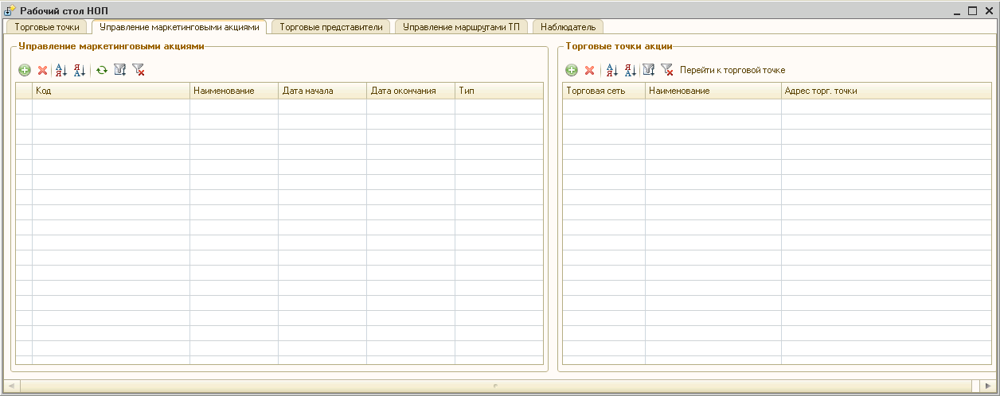 Рабочий стол НОП
Торговые точки Управление маркетинговыми акциями Торговые представители Управление маршрутами ТП Наблюдатель
Управление маркетинговыми акциями
Код Наименование Дата начала Дата окончания Тип
Торговые точки акции
Перейти к торговой точке
Торговая сеть Наименование Адрес торг. точки